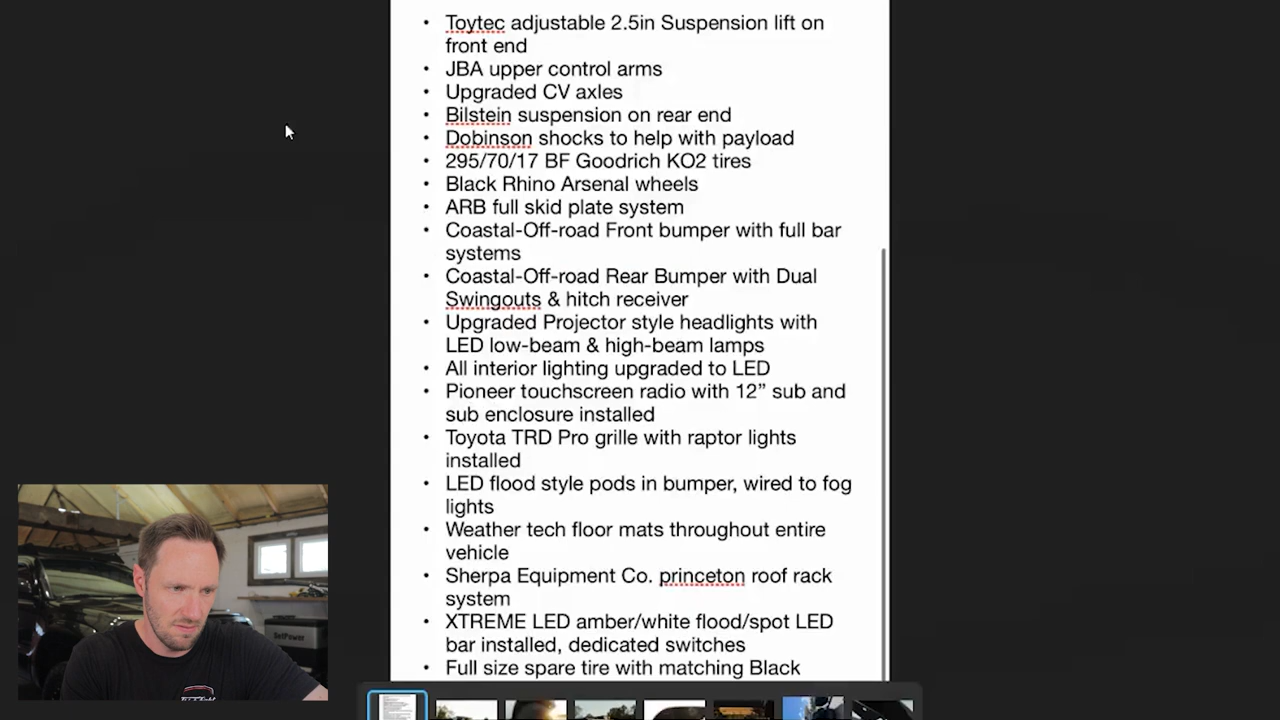 • Toytec adjustable 2.5in Suspension lift on
front end
• JBA upper control arms
• Upgraded CV axles
• Bilstein suspension on rear end
• Dobinson shocks to help with payload
• 295/70/17 BF Goodrich KO2 tires
• Black Rhino Arsenal wheels
• ARB full skid plate system
• Coastal-Off-road Front bumper with full bar
systems
• Coastal-Off-road Rear Bumper with Dual
Swingouts & hitch receiver
• Upgraded Projector style headlights with
LED low-beam & high-beam lamps
• All interior lighting upgraded to LED
• Pioneer touchscreen radio with 12” sub and
sub enclosure installed
• Toyota TRD Pro grille with raptor lights
installed
• LED flood style pods in bumper, wired to fog
lights
• Weather tech floor mats throughout entire
vehicle
• Sherpa Equipment Co. princeton roof rack
system
• XTREME LED amber/white flood/spot LED
bar installed, dedicated switches
• Full size spare tire with matching Black